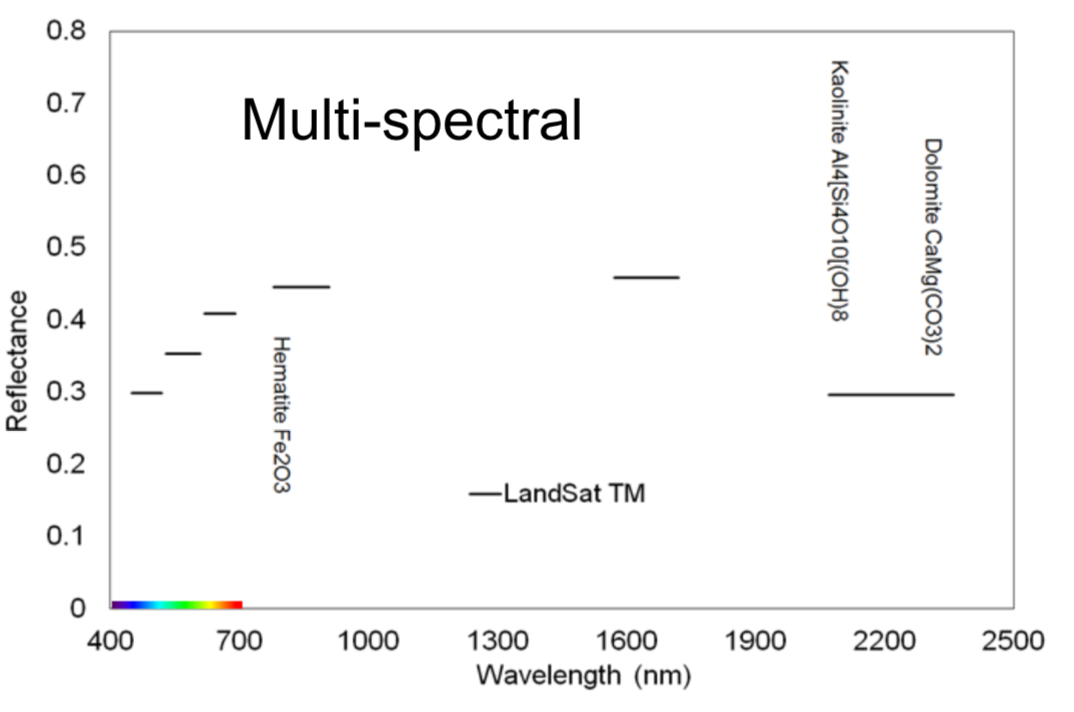 Multi-spectral
Reflectance
0.8
0.7
0.6
0.5
0.4
0.3
0.2
0.1
0
Hematite Fe2O3
LandSat TM
Kaolinite Al4[Si4O10[(OH)8
Dolomite CaMg(CO3)2
400 700 1000 1300 1600 1900 2200 2500
Wavelength (nm)